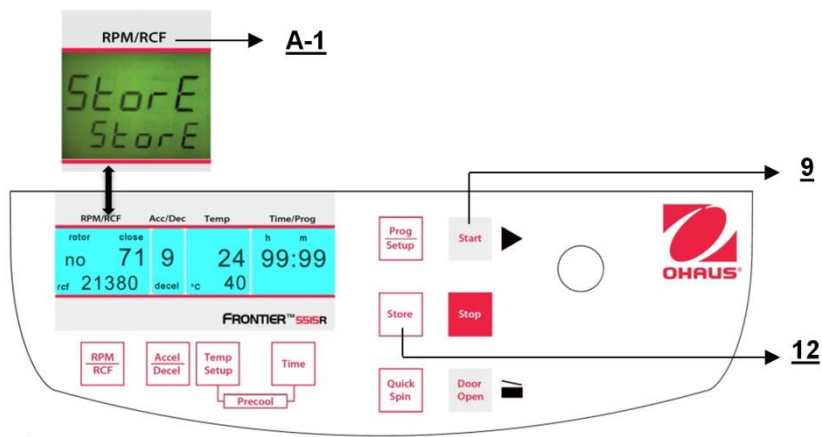 RPM/RCF
A-1
StorE
StorE
9
RPM/RCF Acc/Dec Temp Time/Prog
rotor close h m
no 71 9 24 99:99
rcf 21380 decel °C 40
FRONTIER™ 5515R
Prog
Setup
Start
OHAUS®
Store
Stop
12
RPM
RCF
Accel
Decel
Temp
Setup
Time
Precool
Quick
Spin
Door
Open